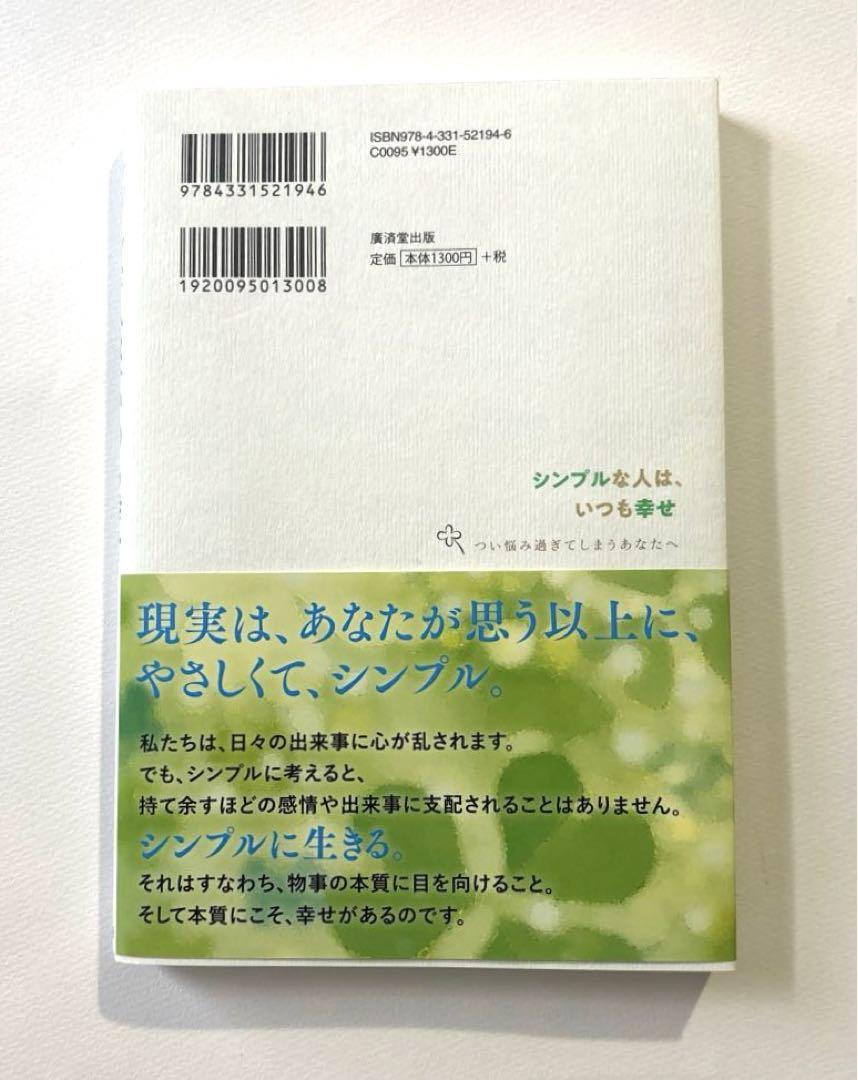 ISBN978-4-331-52194-6
C0095 ¥1300E
9784331521946
廣済堂出版
定価 本体1300円 +税
1920095013008
シンプルな人は、
いつも幸せ
つい悩み過ぎてしまうあなたへ
現実は、あなたが思う以上に、
やさしくて、シンプル。
私たちは、日々の出来事に心が乱されます。
でも、シンプルに考えると、
持て余すほどの感情や出来事に支配されることはありません。
シンプルに生きる。
それはすなわち、物事の本質に目を向けること。
そして本質にこそ、幸せがあるのです。